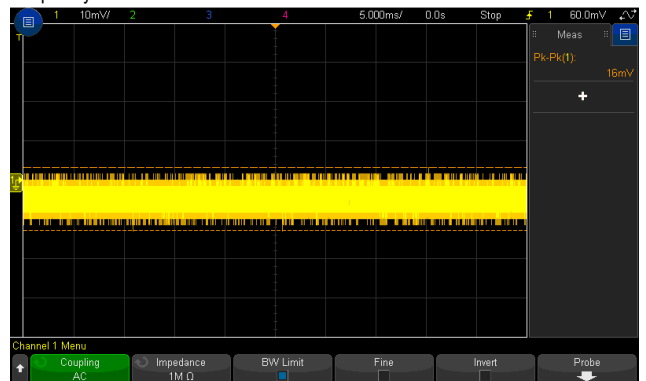 1 10mV/ 2 3 4 5.000ms/ 0.0s Stop 1 60.0mV
T
Meas
Pk-Pk(1):
16mV
+
Channel 1 Menu
Coupling Impedance BW Limit Fine Invert Probe
AC 1M Ω